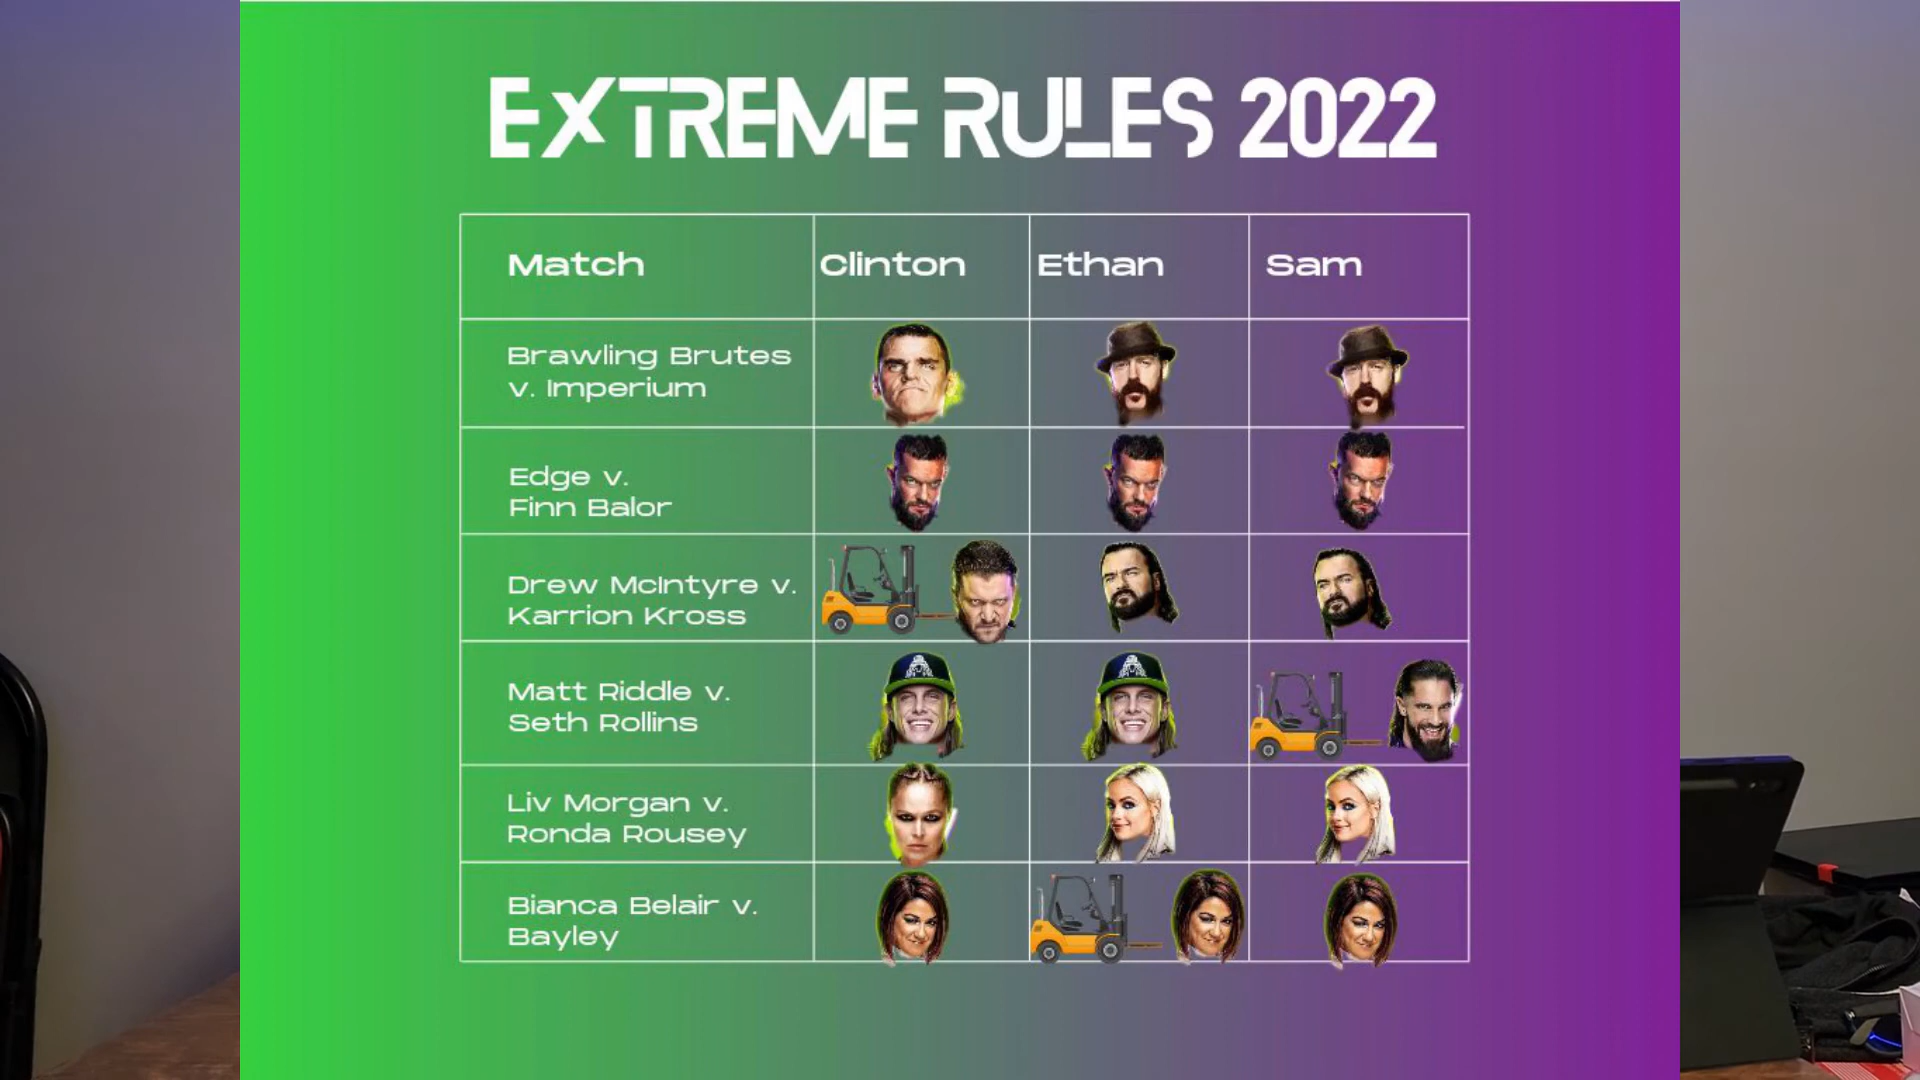 EXTREME RULES 2022
Match Clinton Ethan Sam
Brawling Brutes
v. Imperium
Edge v.
Finn Balor
Drew McIntyre v.
Karrion Kross
Matt Riddle v.
Seth Rollins
Liv Morgan v.
Ronda Rousey
Bianca Belair v.
Bayley